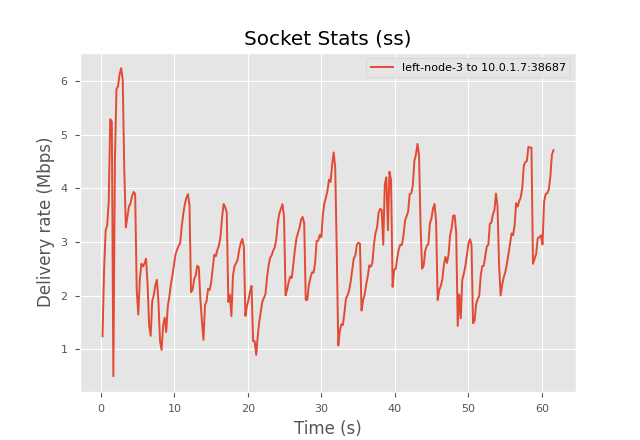 Socket Stats (ss)
left-node-3 to 10.0.1.7:38687
Delivery rate (Mbps)
6
5
4
3
2
1
0 10 20 30 40 50 60
Time (s)